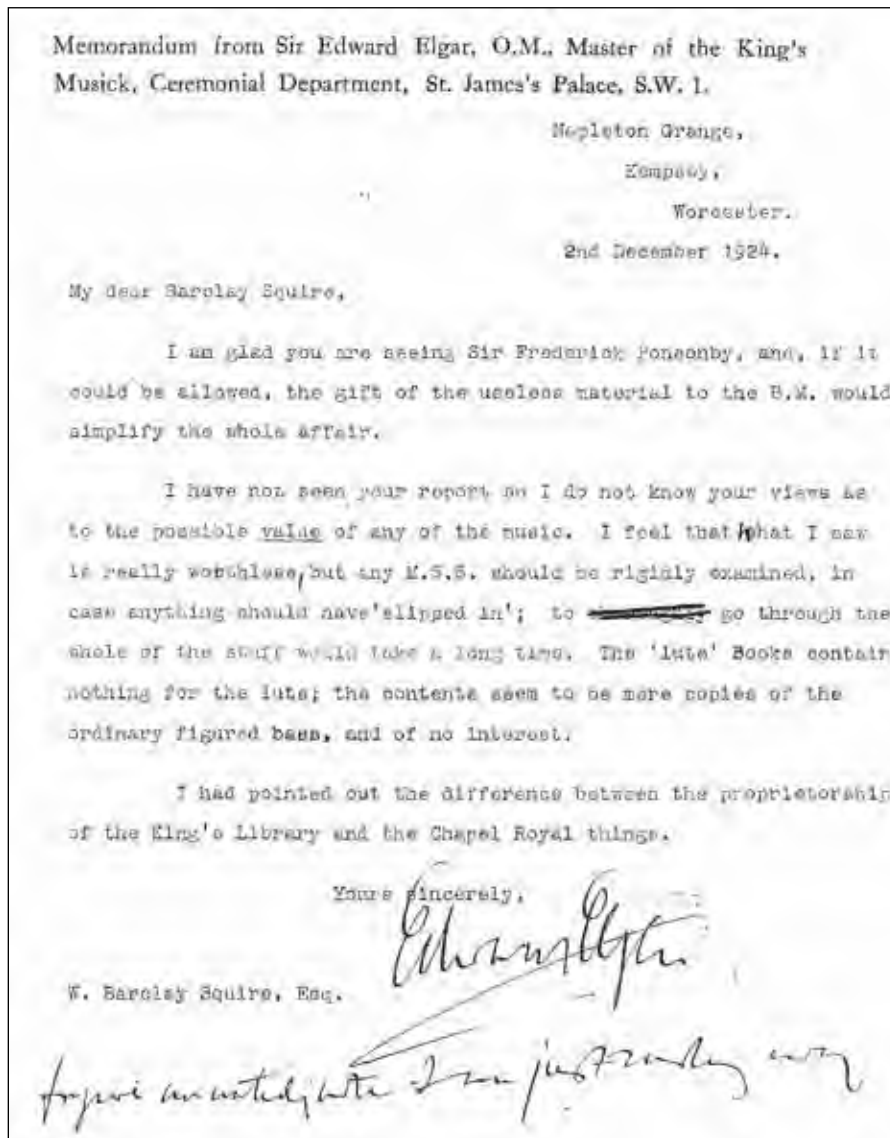 Memorandum from Sir Edward Elgar, O.M., Master of the King's
Musick, Ceremonial Department, St. James's Palace, S.W. 1.
Napleton Grange,
Kempsey,
Worcester.
2nd December 1924.
My dear Barclay Squire,
I am glad you are seeing Sir Frederick Ponsonby, and, if it
could be allowed, the gift of the useless material to the B.M. would
simplify the whole affair.
I have not seen your report so I do not know your views as
to the possible value of any of the music. I feel that what I saw
is really worthless, but any M.S.S. should be rigidly examined, in
case anything should have 'slipped in'; to go through the
whole of the stuff would take a long time. The 'lute' Books contain
nothing for the lute; the contents seem to be mere copies of the
ordinary figured bass, and of no interest.
I had pointed out the difference between the proprietorship
of the King's Library and the Chapel Royal things.
Yours sincerely,
Edward Elgar
W. Barclay Squire, Esq.
forgive an untidy note I am just rushing away